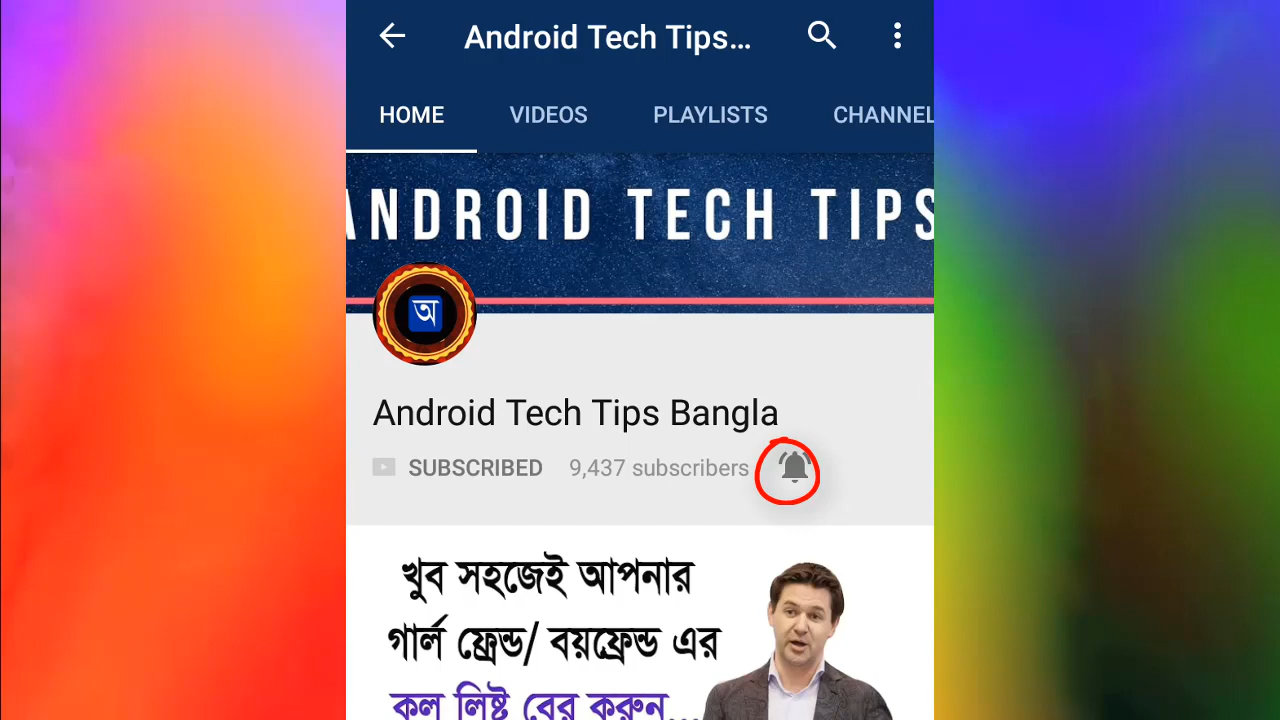 Android Tech Tips...
HOME VIDEOS PLAYLISTS CHANNEL
ANDROID TECH TIPS
অ
Android Tech Tips Bangla
SUBSCRIBED 9,437 subscribers
খুব সহজেই আপনার
গার্ল ফ্রেন্ড/ বয়ফ্রেন্ড এর
কল লিষ্ট বের করুন...